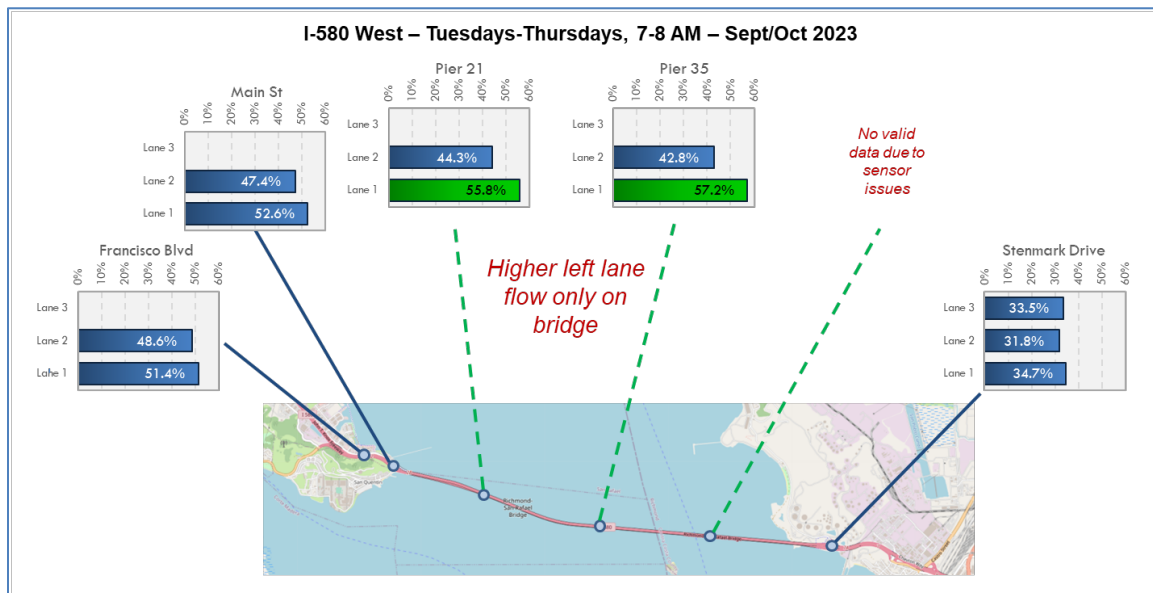 I-580 West – Tuesdays-Thursdays, 7-8 AM – Sept/Oct 2023
Main St
0% 10% 20% 30% 40% 50% 60%
Lane 3
Lane 2 47.4%
Lane 1 52.6%
Pier 21
0% 10% 20% 30% 40% 50% 60%
Lane 3
Lane 2 44.3%
Lane 1 55.8%
Pier 35
0% 10% 20% 30% 40% 50% 60%
Lane 3
Lane 2 42.8%
Lane 1 57.2%
No valid
data due to
sensor
issues
Francisco Blvd
0% 10% 20% 30% 40% 50% 60%
Lane 3
Lane 2 48.6%
Lane 1 51.4%
Higher left lane
flow only on
bridge
Stenmark Drive
0% 10% 20% 30% 40% 50% 60%
Lane 3 33.5%
Lane 2 31.8%
Lane 1 34.7%
San Quentin
Richmond-
San Rafael
Bridge